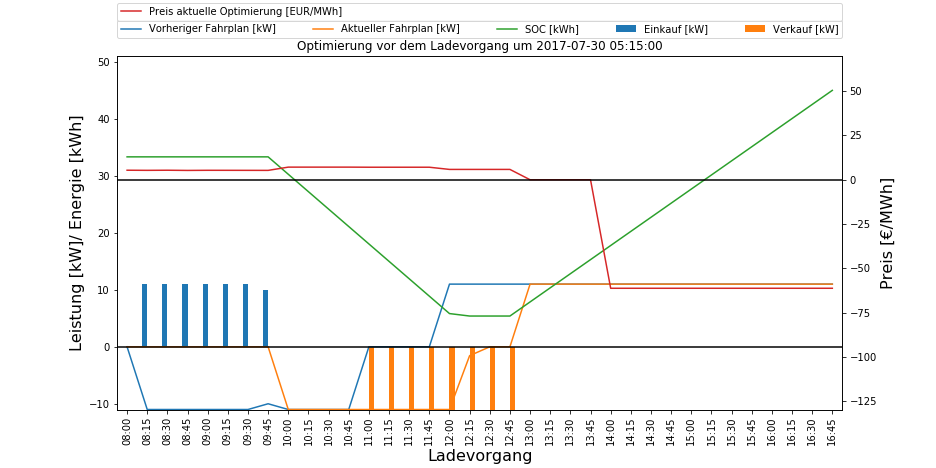 Preis aktuelle Optimierung [EUR/MWh]
Vorheriger Fahrplan [kW] Aktueller Fahrplan [kW] SOC [kWh] Einkauf [kW] Verkauf [kW]
Optimierung vor dem Ladevorgang um 2017-07-30 05:15:00
Leistung [kW]/ Energie [kWh]
50
40
30
20
10
0
−10
50
25
0
−25
−50
−75
−100
−125
Preis [€/MWh]
08:00 08:15 08:30 08:45 09:00 09:15 09:30 09:45 10:00 10:15 10:30 10:45 11:00 11:15 11:30 11:45 12:00 12:15 12:30 12:45 13:00 13:15 13:30 13:45 14:00 14:15 14:30 14:45 15:00 15:15 15:30 15:45 16:00 16:15 16:30 16:45
Ladevorgang